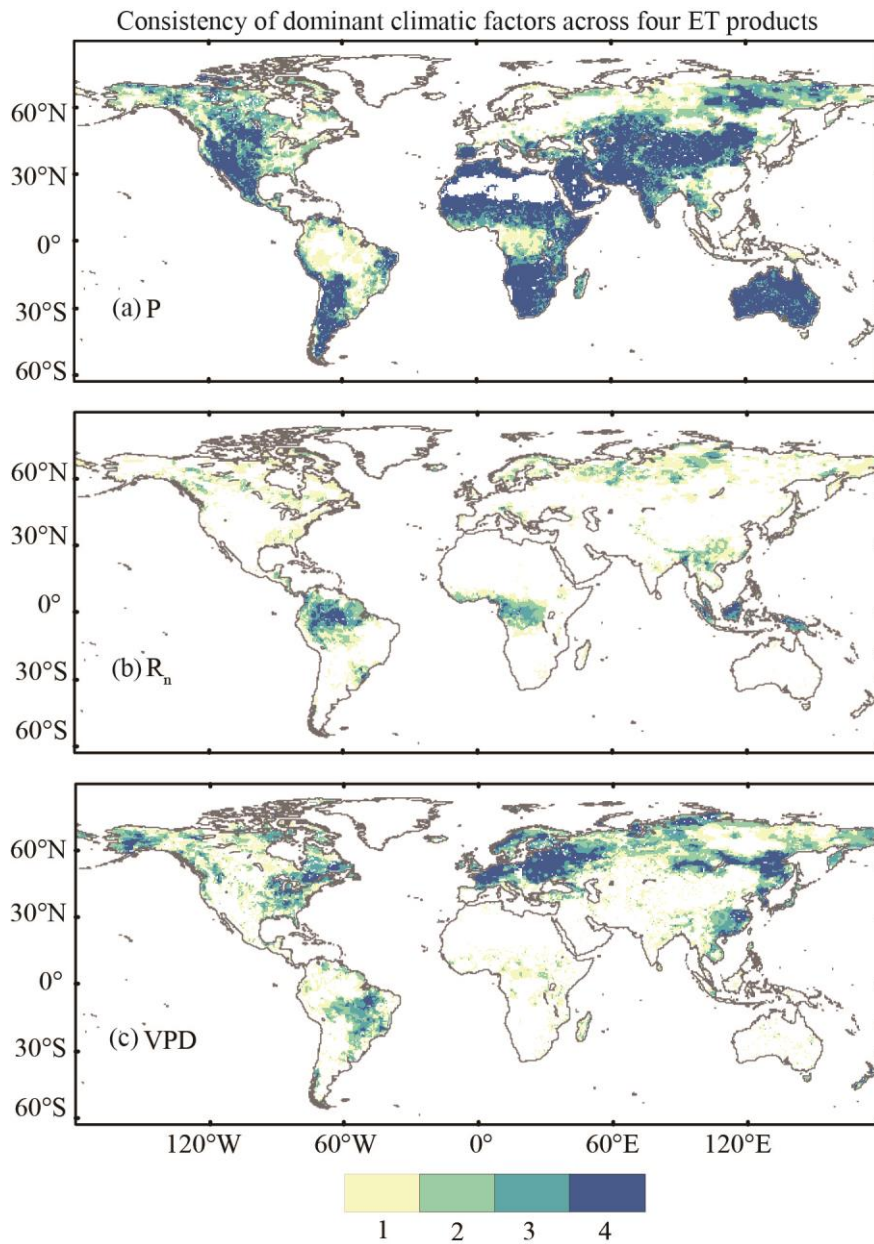 Consistency of dominant climatic factors across four ET products
60°N
30°N
0°
30°S
60°S
(a) P
60°N
30°N
0°
30°S
60°S
(b) Rn
60°N
30°N
0°
30°S
60°S
(c) VPD
120°W 60°W 0° 60°E 120°E
1 2 3 4